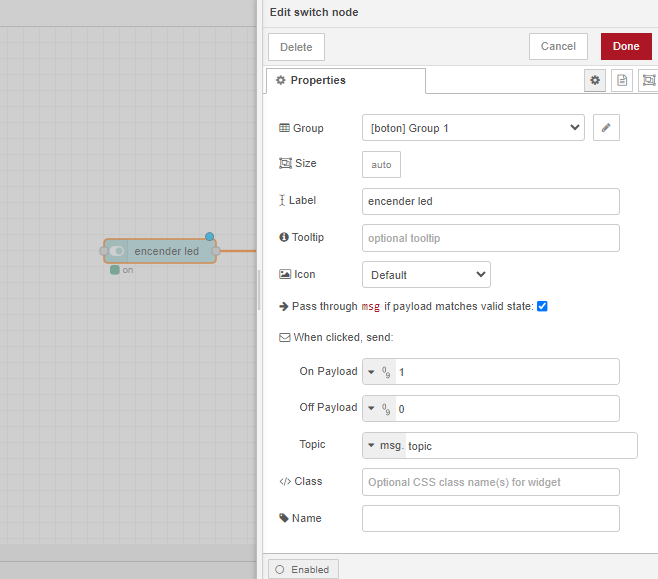 Edit switch node
Delete
Cancel
Done
Properties
Group
[boton] Group 1
Size
auto
Label
encender led
Tooltip
optional tooltip
Icon
Default
Pass through msg if payload matches valid state:
When clicked, send:
On Payload
1
Off Payload
0
Topic
msg. topic
Class
Optional CSS class name(s) for widget
Name
Enabled
encender led
on